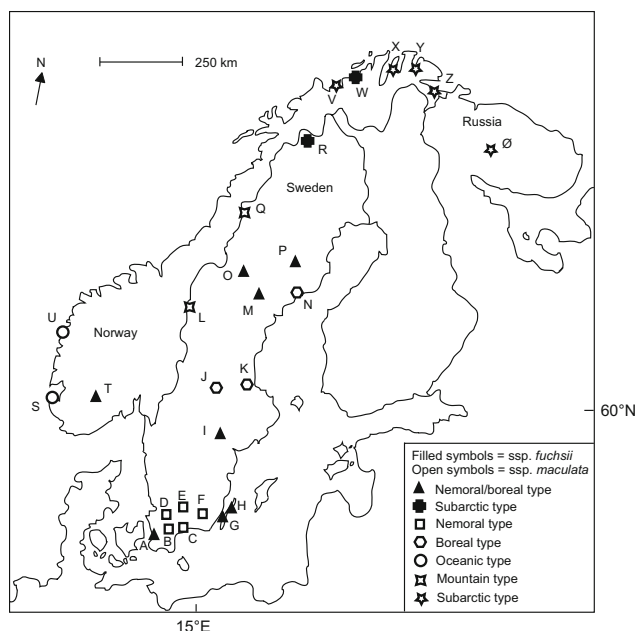 N
250 km
X
Y
V
W
Z
Russia
Ø
R
Sweden
Q
P
O
M
N
L
U
Norway
K
J
T
S
I
60°N
Filled symbols = ssp. fuchsii
Open symbols = ssp. maculata
Nemoral/boreal type
Subarctic type
Nemoral type
Boreal type
Oceanic type
Mountain type
Subarctic type
D
E
F
H
G
A
B
C
15°E